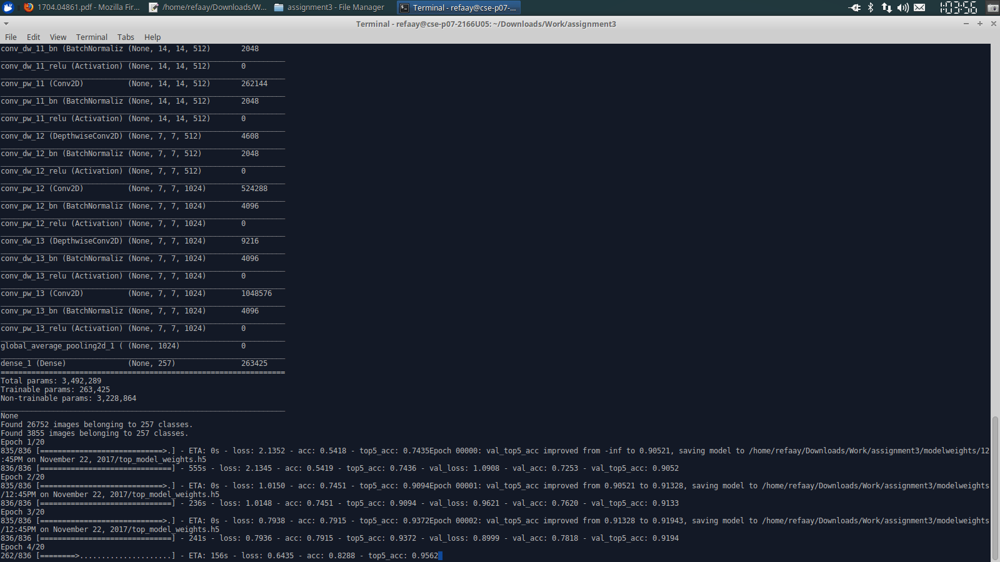 1704.04861.pdf - Mozilla Fir... /home/refaay/Downloads/W... assignment3 - File Manager Terminal - refaay@cse-p07-... 1:03:56
Terminal - refaay@cse-p07-2166U05: ~/Downloads/Work/assignment3
File Edit View Terminal Tabs Help
conv_dw_11_bn (BatchNormaliz (None, 14, 14, 512) 2048
conv_dw_11_relu (Activation) (None, 14, 14, 512) 0
conv_pw_11 (Conv2D) (None, 14, 14, 512) 262144
conv_pw_11_bn (BatchNormaliz (None, 14, 14, 512) 2048
conv_pw_11_relu (Activation) (None, 14, 14, 512) 0
conv_dw_12 (DepthwiseConv2D) (None, 7, 7, 512) 4608
conv_dw_12_bn (BatchNormaliz (None, 7, 7, 512) 2048
conv_dw_12_relu (Activation) (None, 7, 7, 512) 0
conv_pw_12 (Conv2D) (None, 7, 7, 1024) 524288
conv_pw_12_bn (BatchNormaliz (None, 7, 7, 1024) 4096
conv_pw_12_relu (Activation) (None, 7, 7, 1024) 0
conv_dw_13 (DepthwiseConv2D) (None, 7, 7, 1024) 9216
conv_dw_13_bn (BatchNormaliz (None, 7, 7, 1024) 4096
conv_dw_13_relu (Activation) (None, 7, 7, 1024) 0
conv_pw_13 (Conv2D) (None, 7, 7, 1024) 1048576
conv_pw_13_bn (BatchNormaliz (None, 7, 7, 1024) 4096
conv_pw_13_relu (Activation) (None, 7, 7, 1024) 0
global_average_pooling2d_1 ( (None, 1024) 0
dense_1 (Dense) (None, 257) 263425
=================================================================
Total params: 3,492,289
Trainable params: 263,425
Non-trainable params: 3,228,864
None
Found 26752 images belonging to 257 classes.
Found 3855 images belonging to 257 classes.
Epoch 1/20
835/836 [============================>.] - ETA: 0s - loss: 2.1352 - acc: 0.5418 - top5_acc: 0.7435Epoch 00000: val_top5_acc improved from -inf to 0.90521, saving model to /home/refaay/Downloads/Work/assignment3/modelweights/12
:45PM on November 22, 2017/top_model_weights.h5
836/836 [==============================] - 555s - loss: 2.1345 - acc: 0.5419 - top5_acc: 0.7436 - val_loss: 1.0908 - val_acc: 0.7253 - val_top5_acc: 0.9052
Epoch 2/20
835/836 [============================>.] - ETA: 0s - loss: 1.0150 - acc: 0.7451 - top5_acc: 0.9094Epoch 00001: val_top5_acc improved from 0.90521 to 0.91328, saving model to /home/refaay/Downloads/Work/assignment3/modelweights
/12:45PM on November 22, 2017/top_model_weights.h5
836/836 [==============================] - 236s - loss: 1.0148 - acc: 0.7451 - top5_acc: 0.9094 - val_loss: 0.9621 - val_acc: 0.7620 - val_top5_acc: 0.9133
Epoch 3/20
835/836 [============================>.] - ETA: 0s - loss: 0.7938 - acc: 0.7915 - top5_acc: 0.9372Epoch 00002: val_top5_acc improved from 0.91328 to 0.91943, saving model to /home/refaay/Downloads/Work/assignment3/modelweights
/12:45PM on November 22, 2017/top_model_weights.h5
836/836 [==============================] - 241s - loss: 0.7936 - acc: 0.7915 - top5_acc: 0.9372 - val_loss: 0.8999 - val_acc: 0.7818 - val_top5_acc: 0.9194
Epoch 4/20
262/836 [========>.....................] - ETA: 156s - loss: 0.6435 - acc: 0.8288 - top5_acc: 0.9562